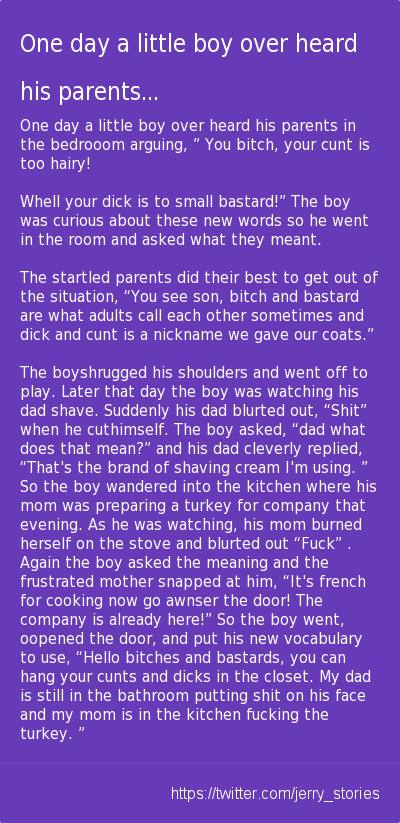 One day a little boy over heard
his parents...
One day a little boy over heard his parents in
the bedrooom arguing, ” You bitch, your cunt is
too hairy!
Whell your dick is to small bastard!” The boy
was curious about these new words so he went
in the room and asked what they meant.
The startled parents did their best to get out of
the situation, “You see son, bitch and bastard
are what adults call each other sometimes and
dick and cunt is a nickname we gave our coats.”
The boyshrugged his shoulders and went off to
play. Later that day the boy was watching his
dad shave. Suddenly his dad blurted out, “Shit”
when he cuthimself. The boy asked, “dad what
does that mean?” and his dad cleverly replied,
“That's the brand of shaving cream I'm using. ”
So the boy wandered into the kitchen where his
mom was preparing a turkey for company that
evening. As he was watching, his mom burned
herself on the stove and blurted out “Fuck” .
Again the boy asked the meaning and the
frustrated mother snapped at him, “It's french
for cooking now go awnser the door! The
company is already here!” So the boy went,
oopened the door, and put his new vocabulary
to use, “Hello bitches and bastards, you can
hang your cunts and dicks in the closet. My dad
is still in the bathroom putting shit on his face
and my mom is in the kitchen fucking the
turkey. ”
https://twitter.com/jerry_stories